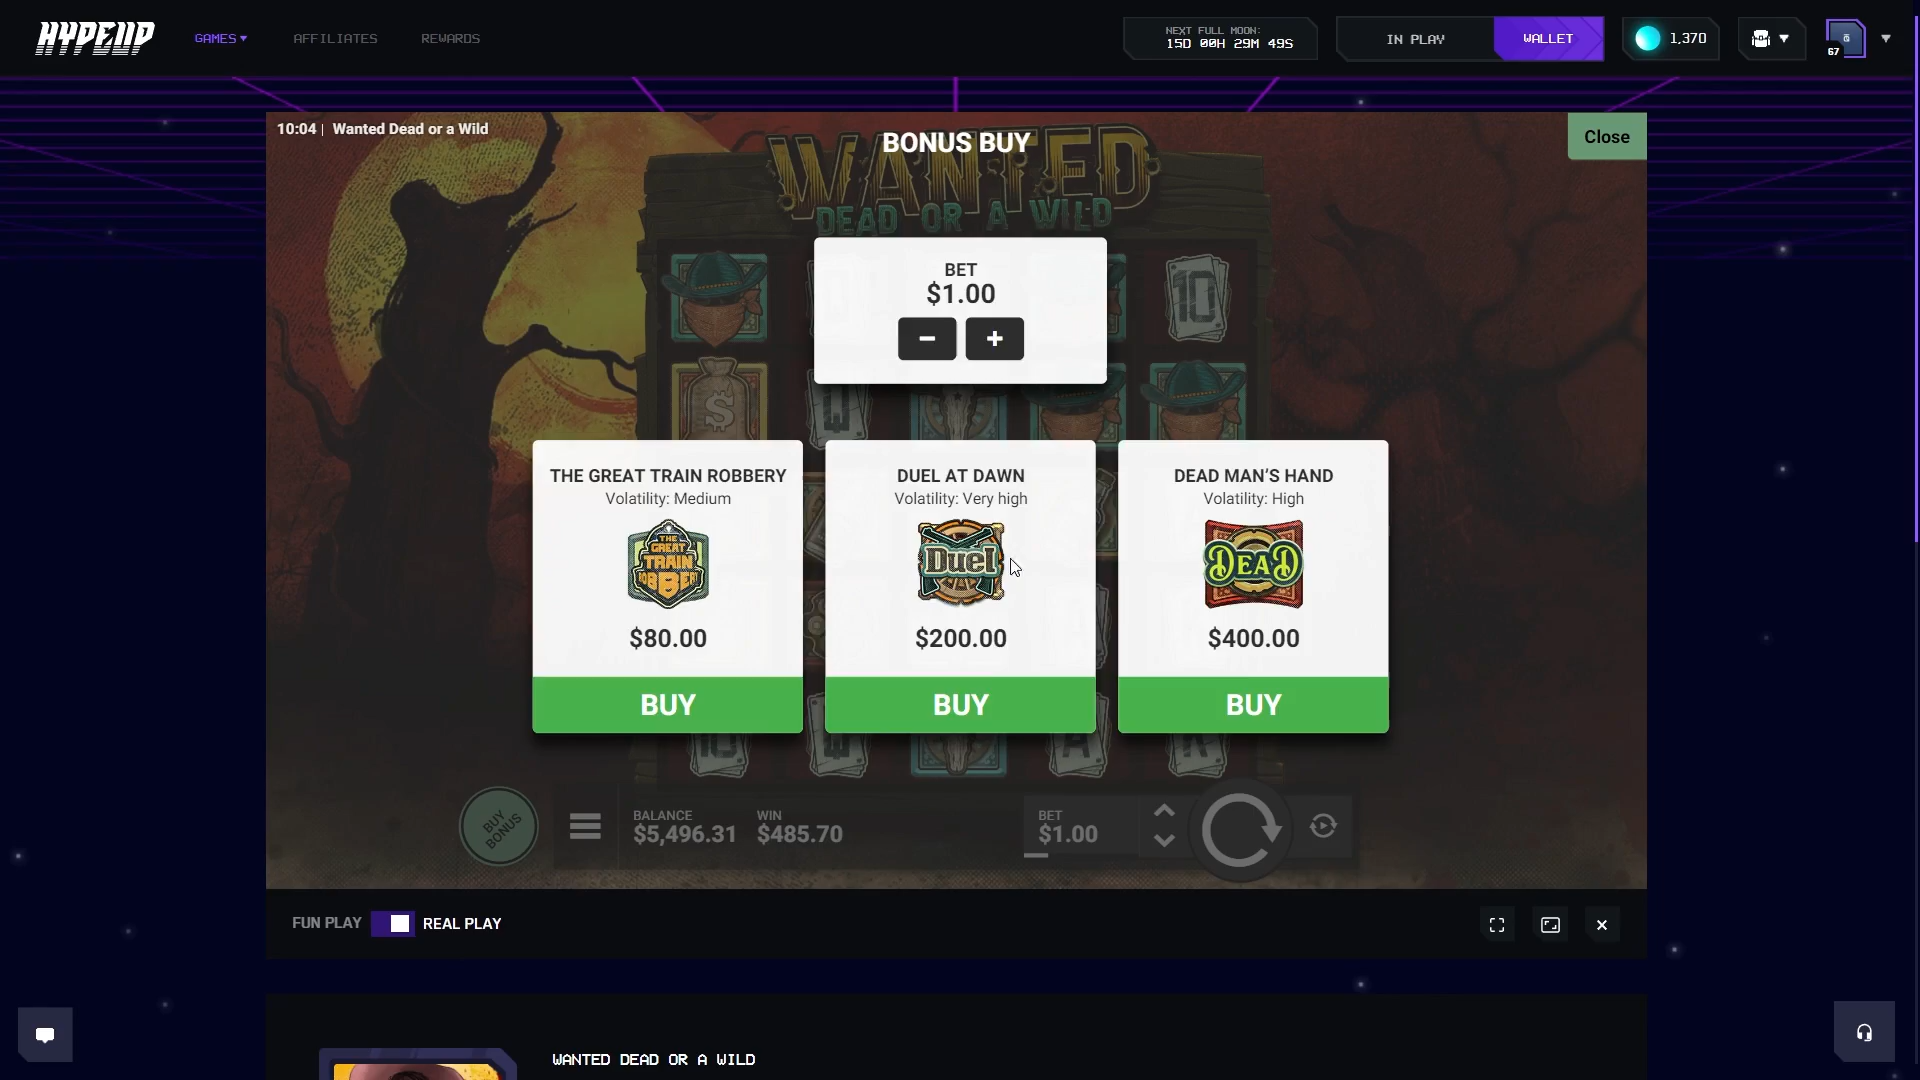 HYPEUP
GAMES
AFFILIATES
REWARDS
NEXT FULL MOON:
15D 00H 29M 49S
IN PLAY
WALLET
1,370
67
10:04 | Wanted Dead or a Wild
BONUS BUY
Close
WANTED
DEAD OR A WILD
BET
$1.00
THE GREAT TRAIN ROBBERY
Volatility: Medium
THE
GREAT
TRAIN
ROBBERY
$80.00
BUY
DUEL AT DAWN
Volatility: Very high
Duel
$200.00
BUY
DEAD MAN’S HAND
Volatility: High
DEAD
$400.00
BUY
BUY
BONUS
BALANCE
$5,496.31
WIN
$485.70
BET
$1.00
FUN PLAY
REAL PLAY
WANTED DEAD OR A WILD